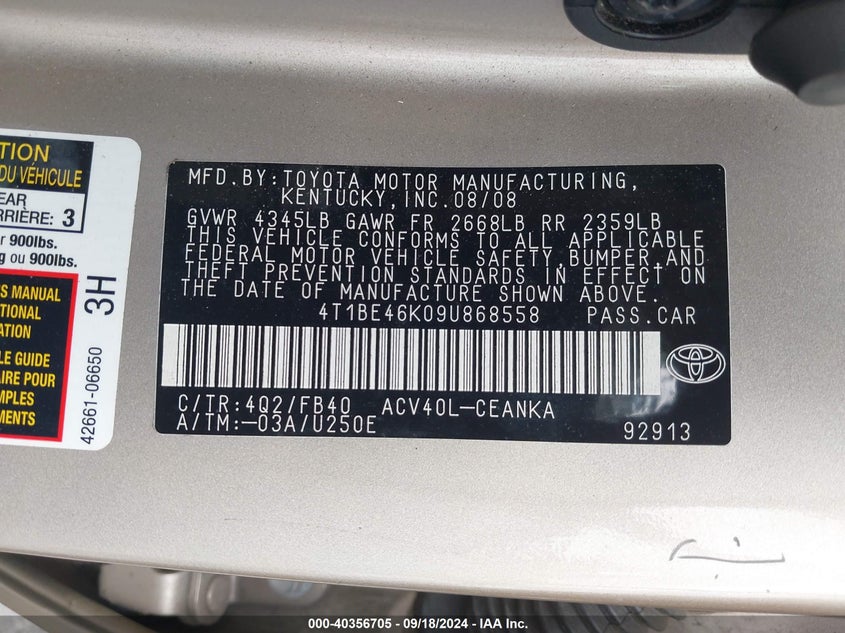 TION
DU VÉHICULE
EAR
RRIÈRE: 3
r 900lbs.
g ou 900lbs.
S MANUAL
TIONAL
ATION
LE GUIDE
AIRE POUR
MPLES
MENTS
3H
42661-06650
MFD.BY:TOYOTA MOTOR MANUFACTURING,
KENTUCKY,INC.08/08
GVWR 4345LB GAWR FR 2668LB RR 2359LB
THIS VEHICLE CONFORMS TO ALL APPLICABLE
FEDERAL MOTOR VEHICLE SAFETY,BUMPER,AND
THEFT PREVENTION STANDARDS IN EFFECT ON
THE DATE OF MANUFACTURE SHOWN ABOVE.
4T1BE46K09U868558 PASS.CAR
C/TR:4Q2/FB40 ACV40L-CEANKA
A/TM:-03A/U250E 92913
000-40356705 - 09/18/2024 - IAA Inc.